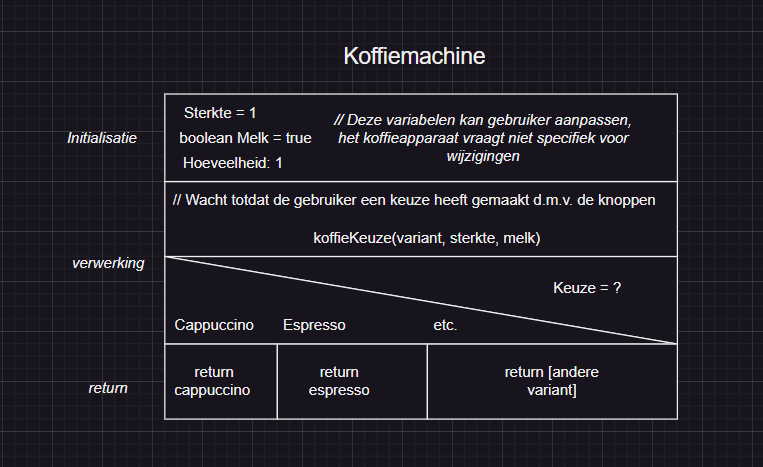 Koffiemachine
Initialisatie
Sterkte = 1
boolean Melk = true
Hoeveelheid: 1
// Deze variabelen kan gebruiker aanpassen,
het koffieapparaat vraagt niet specifiek voor
wijzigingen
// Wacht totdat de gebruiker een keuze heeft gemaakt d.m.v. de knoppen
koffieKeuze(variant, sterkte, melk)
verwerking
Keuze = ?
Cappuccino
Espresso
etc.
return
return
cappuccino
return
espresso
return [andere
variant]